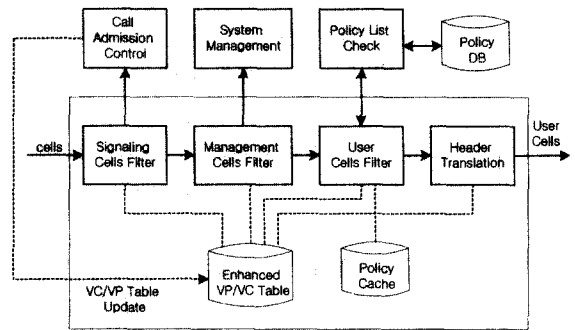 Call
Admission
Control
System
Management
Policy List
Check
Policy
DB
cells
Signaling
Cells Filter
Management
Cells Filter
User
Cells Filter
Header
Translation
User
Cells
Enhanced
VP/VC Table
Policy
Cache
VC/VP Table
Update